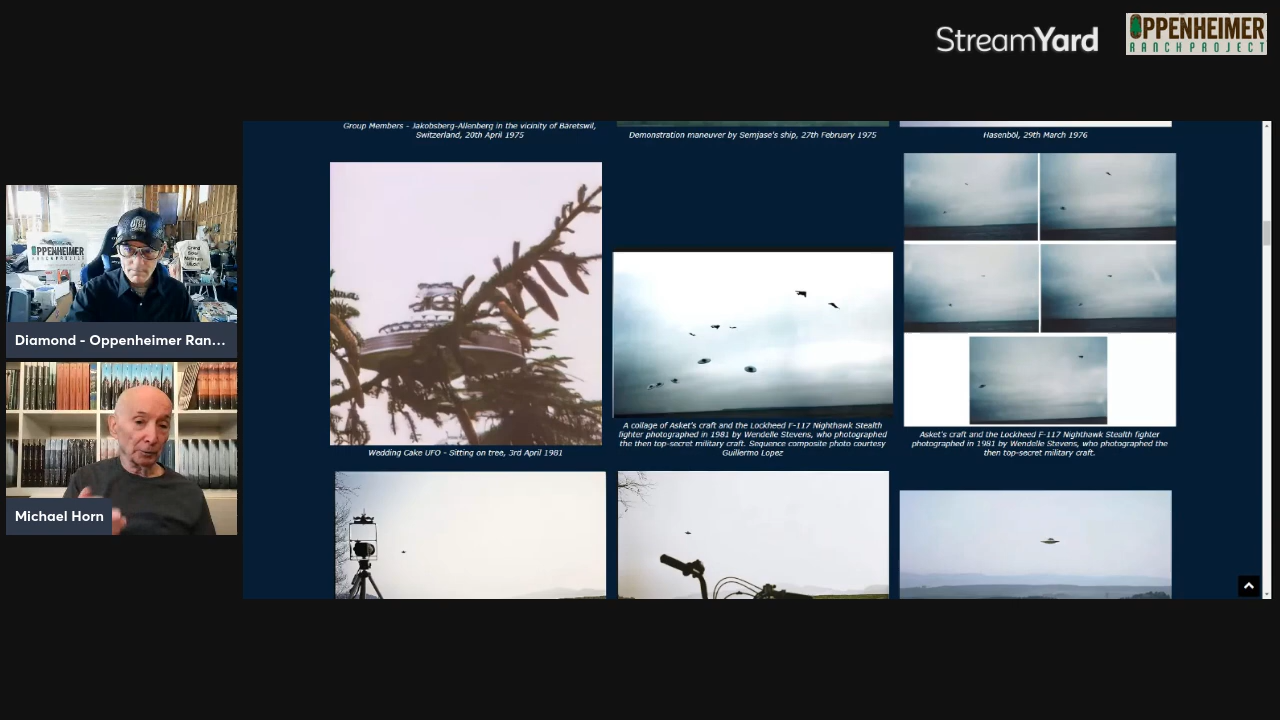 StreamYard
OPPENHEIMER
RANCH PROJECT
Group Members - Jakobsberg-Allenberg in the vicinity of Bäretswil,
Switzerland, 20th April 1975
Demonstration maneuver by Semjase's ship, 27th February 1975
Hasenböl, 29th March 1976
OPPENHEIMER
RANCH PROJECT
Diamond - Oppenheimer Ran...
Michael Horn
Wedding Cake UFO - Sitting on tree, 3rd April 1981
A collage of Asket's craft and the Lockheed F-117 Nighthawk Stealth
fighter photographed in 1981 by Wendelle Stevens, who photographed
the then top-secret military craft. Sequence composite photo courtesy
Guillermo Lopez
Asket's craft and the Lockheed F-117 Nighthawk Stealth fighter
photographed in 1981 by Wendelle Stevens, who photographed the
then top-secret military craft.